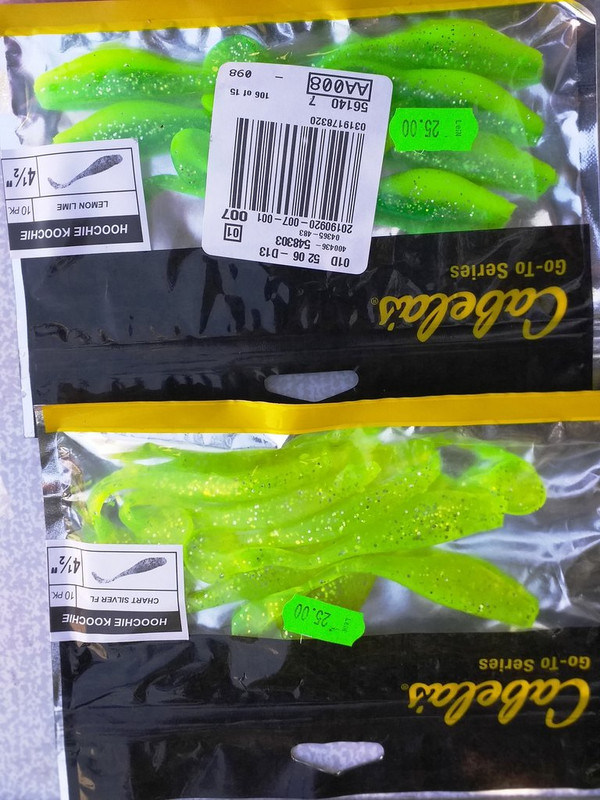 Cabela's®
Go-To Series
HOOCHIE KOOCHIE
CHART SILVER FL
10 PK.
4½"
25.00
Cabela's®
Go-To Series
HOOCHIE KOOCHIE
LEMON LIME
10 PK.
4½"
01D 52 06 - D13
400436 - 548303
04365-483
20190920-007-001
01
007
0319178320
56140 7
AA008
106 of 15
- 098
25.00